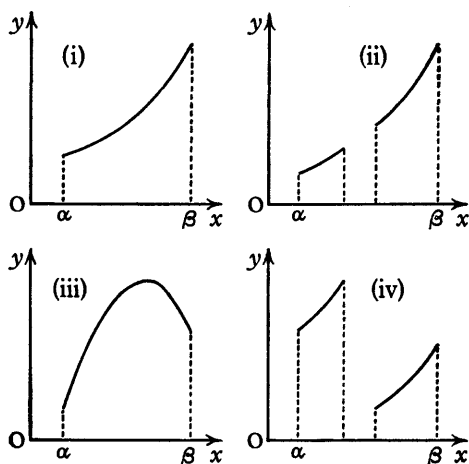 y (i)
O α β x
y (ii)
O α β x
y (iii)
O α β x
y (iv)
O α β x